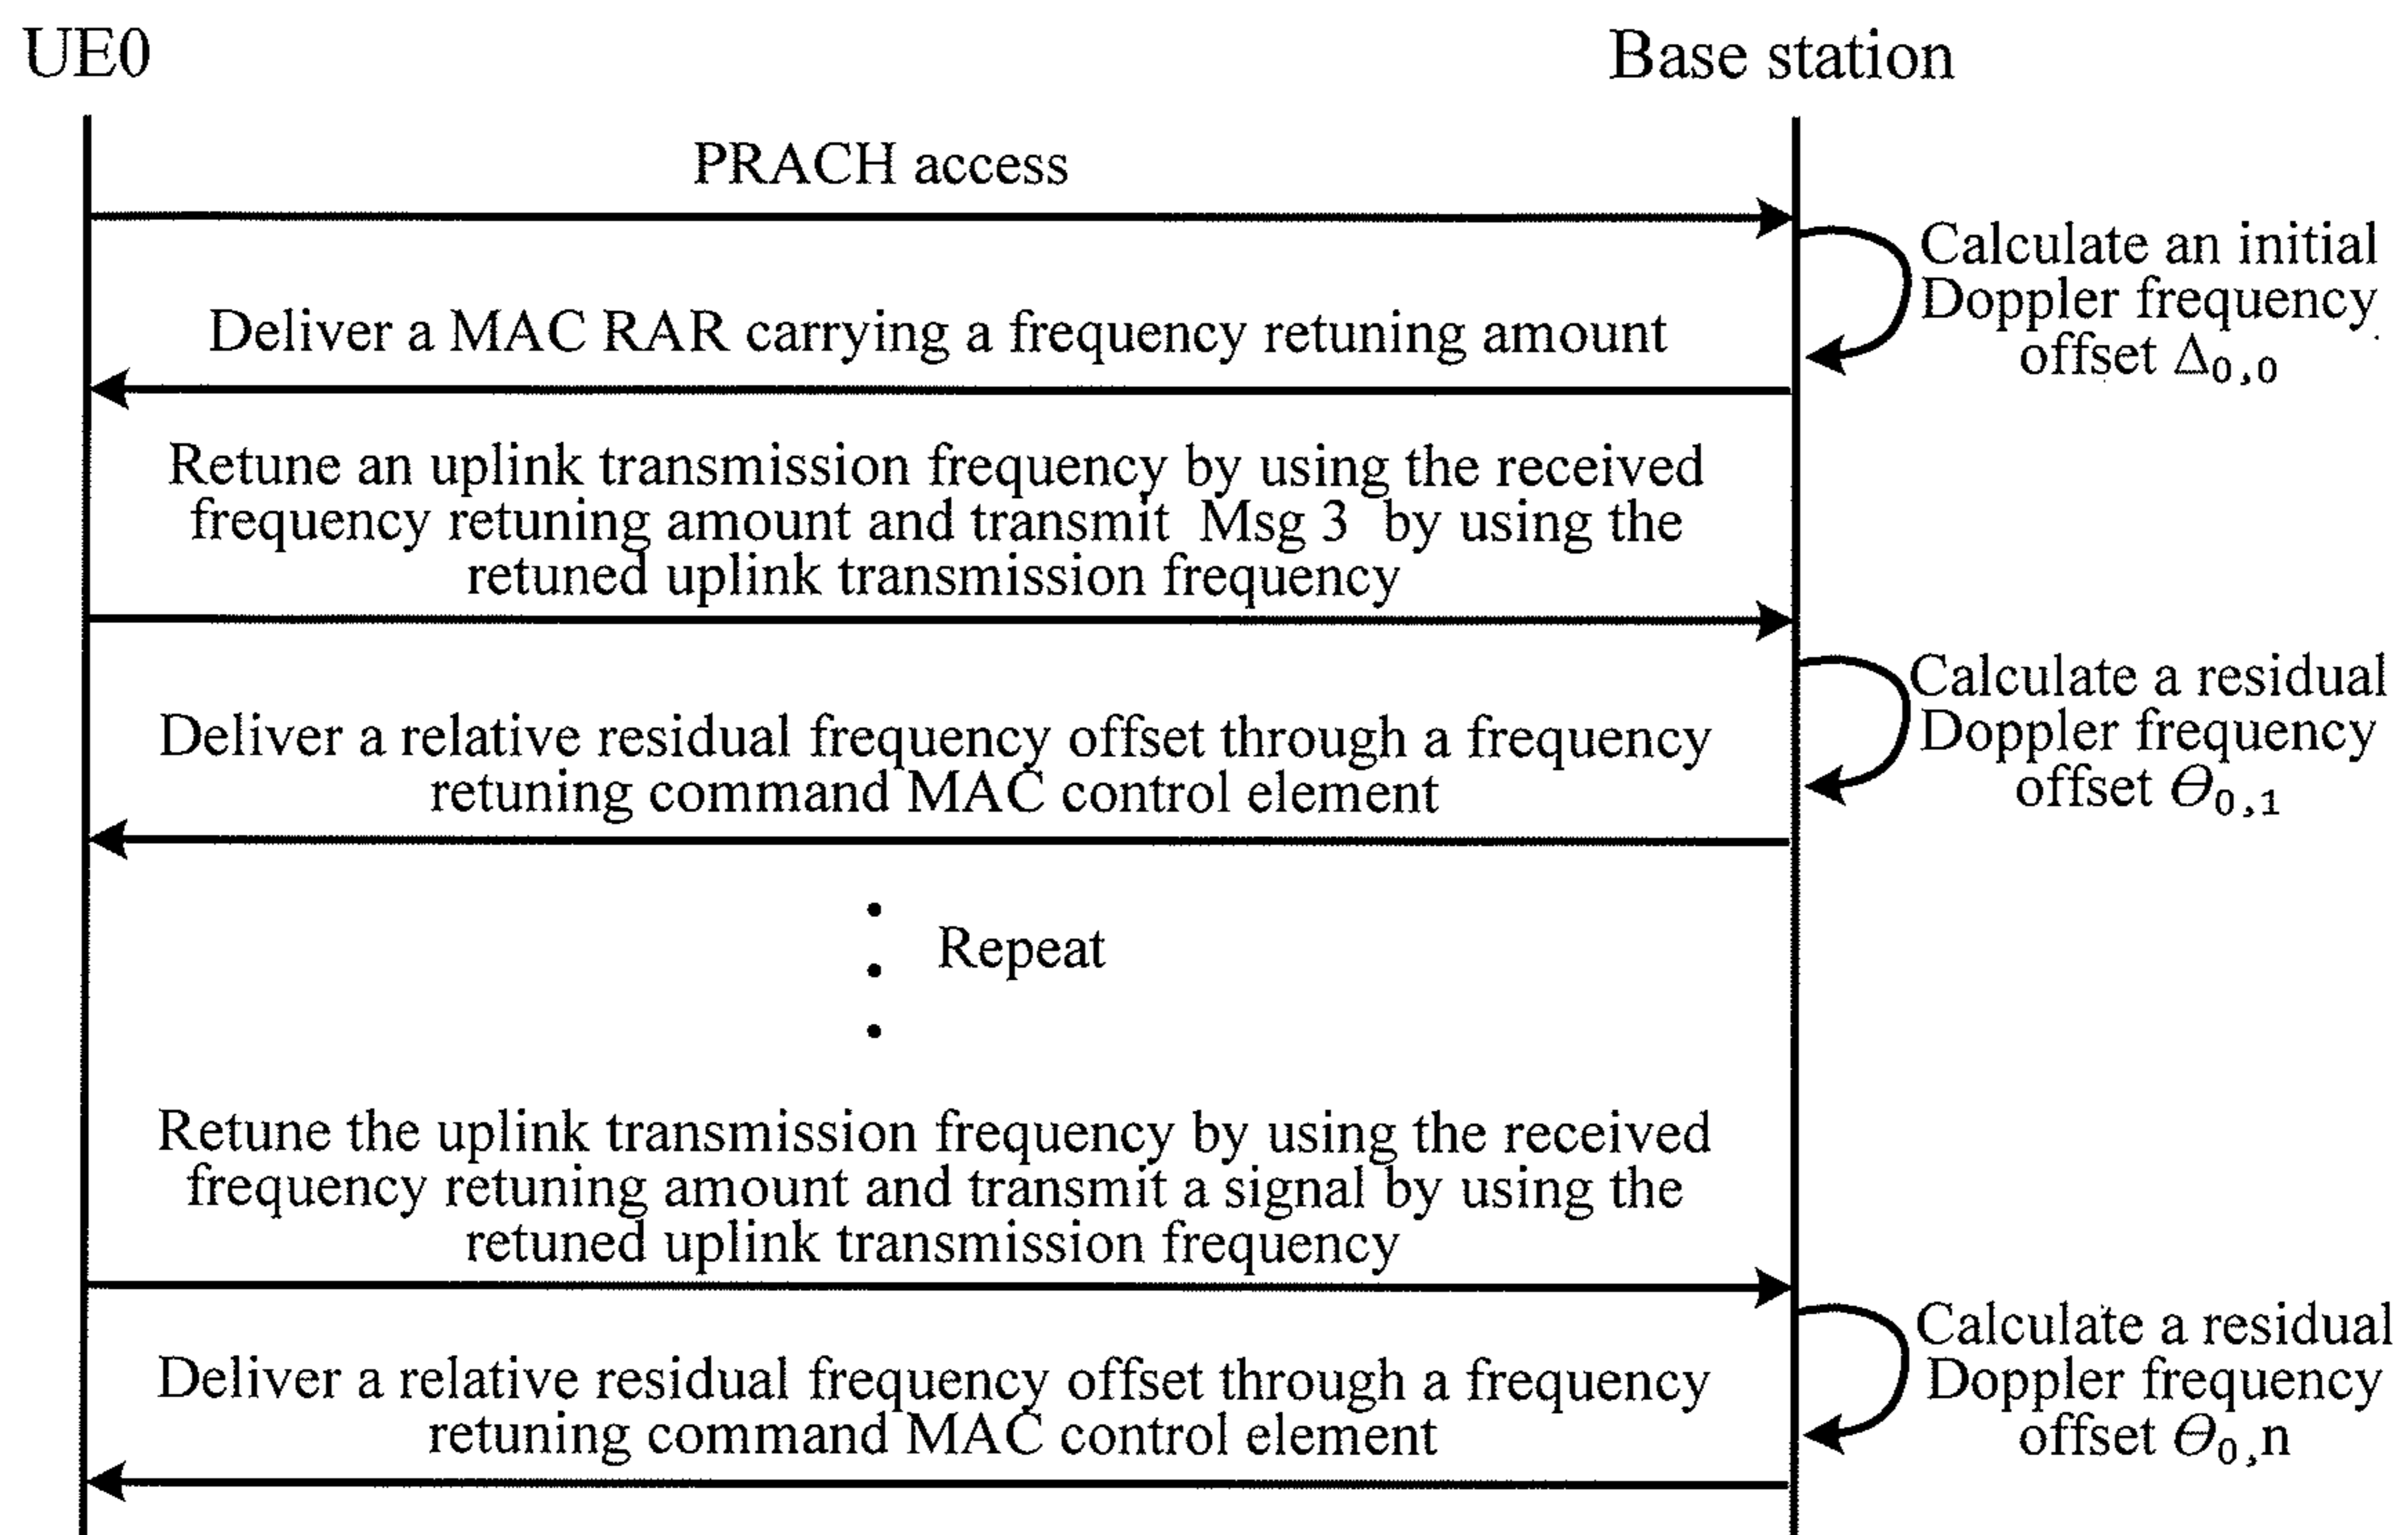 UE0
Base station
PRACH access
Calculate an initial
Doppler frequency
offset Δ₀,₀
Deliver a MAC RAR carrying a frequency retuning amount
Retune an uplink transmission frequency by using the received
frequency retuning amount and transmit Msg 3 by using the
retuned uplink transmission frequency
Calculate a residual
Doppler frequency
offset Θ₀,₁
Deliver a relative residual frequency offset through a frequency
retuning command MAC control element
Repeat
Retune the uplink transmission frequency by using the received
frequency retuning amount and transmit a signal by using the
retuned uplink transmission frequency
Calculate a residual
Doppler frequency
offset Θ₀,n
Deliver a relative residual frequency offset through a frequency
retuning command MAC control element